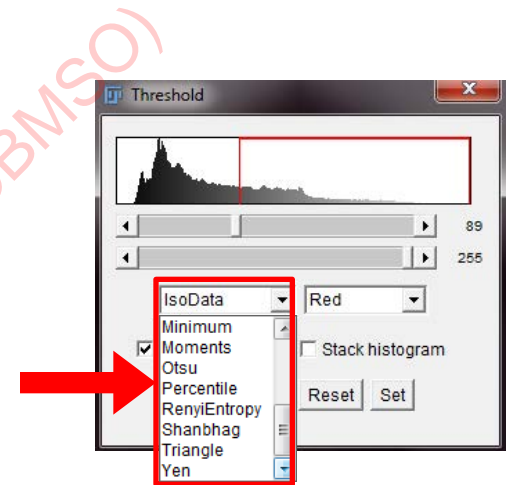 BMSO)
Threshold
x
89
255
IsoData Red
Minimum
Moments
Otsu
Percentile
RenyiEntropy
Shanbhag
Triangle
Yen
Stack histogram
Reset Set